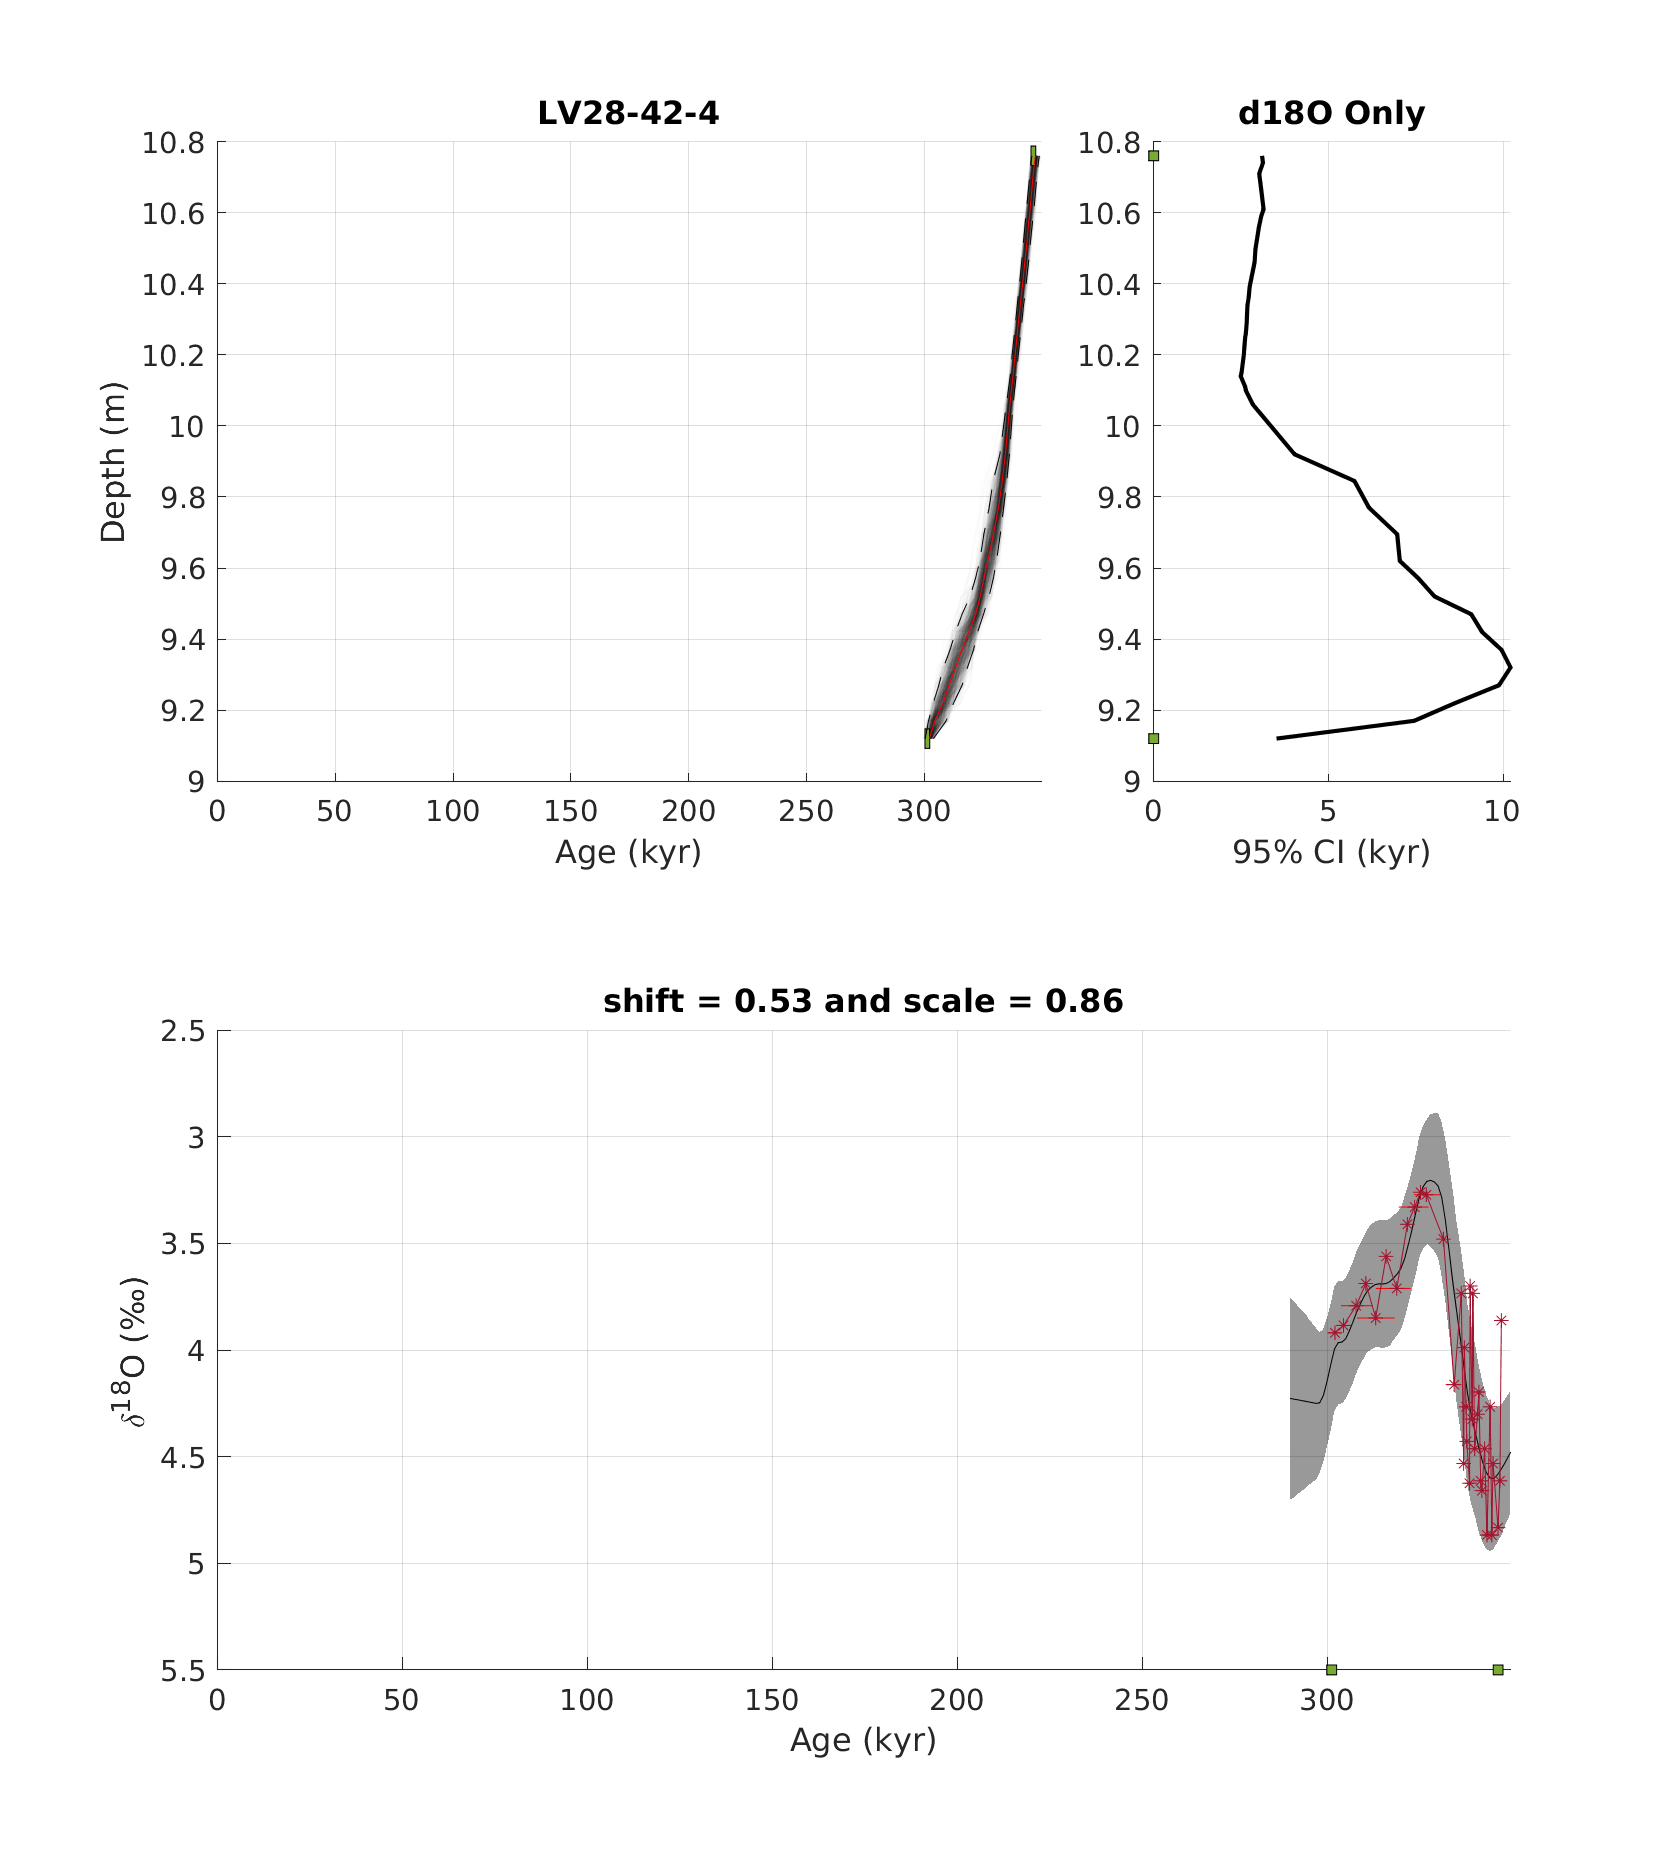 LV28-42-4
d18O Only
10.8
10.6
10.4
10.2
10
9.8
9.6
9.4
9.2
9
Depth (m)
0 50 100 150 200 250 300
Age (kyr)
10.8
10.6
10.4
10.2
10
9.8
9.6
9.4
9.2
9
0 5 10
95% CI (kyr)
shift = 0.53 and scale = 0.86
2.5
3
3.5
4
4.5
5
5.5
δ18O (‰)
0 50 100 150 200 250 300
Age (kyr)